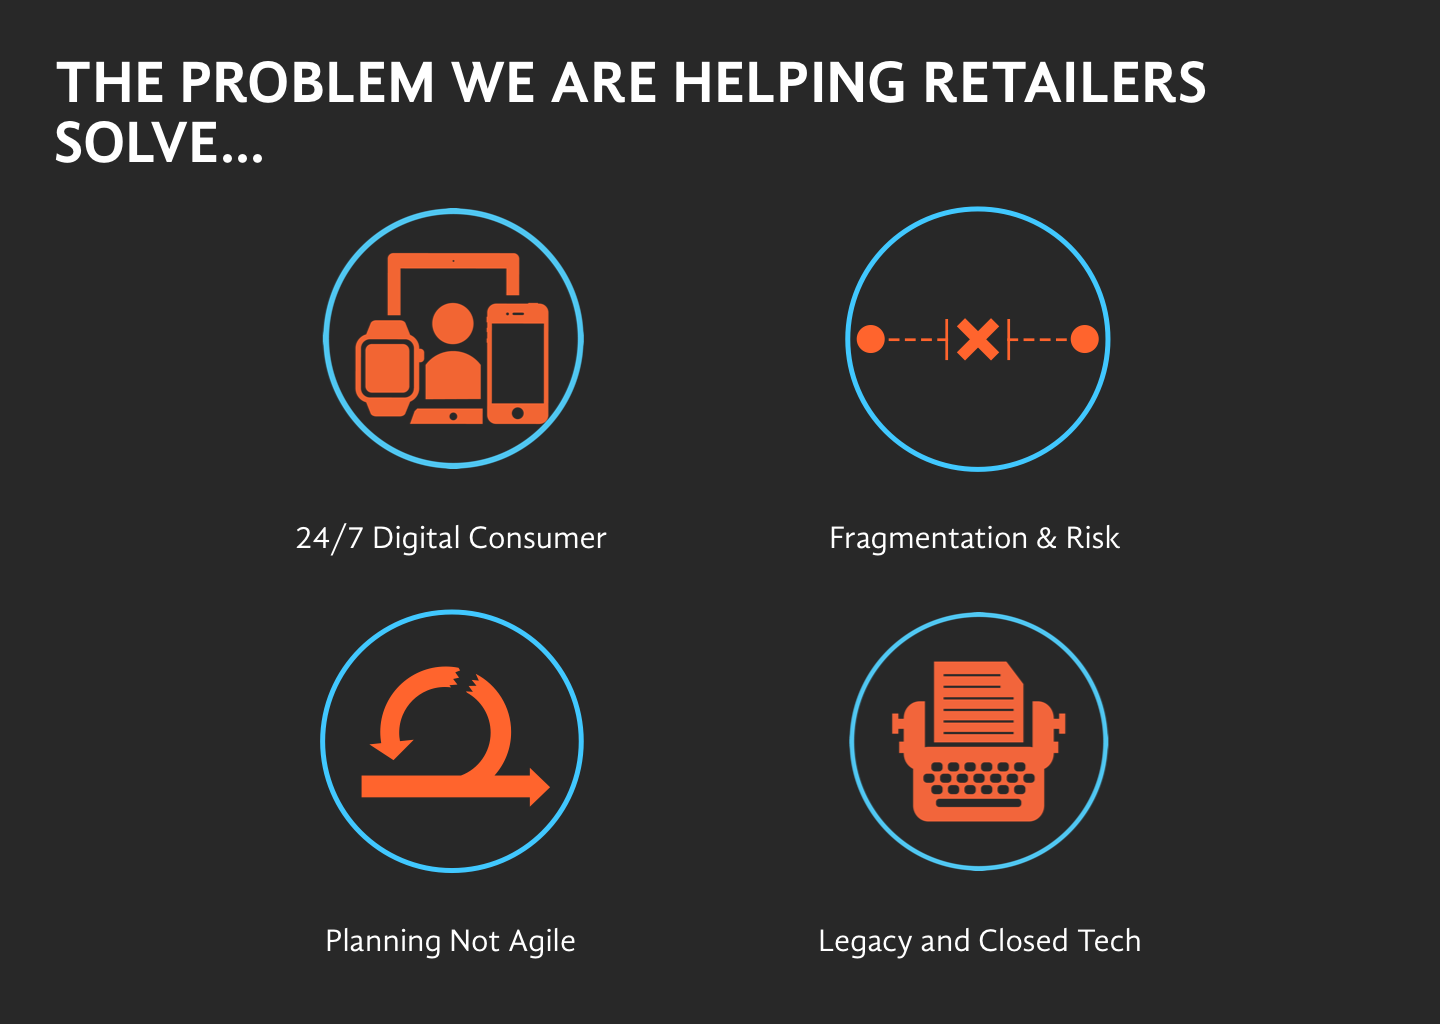 THE PROBLEM WE ARE HELPING RETAILERS
SOLVE...
24/7 Digital Consumer
Fragmentation & Risk
Planning Not Agile
Legacy and Closed Tech